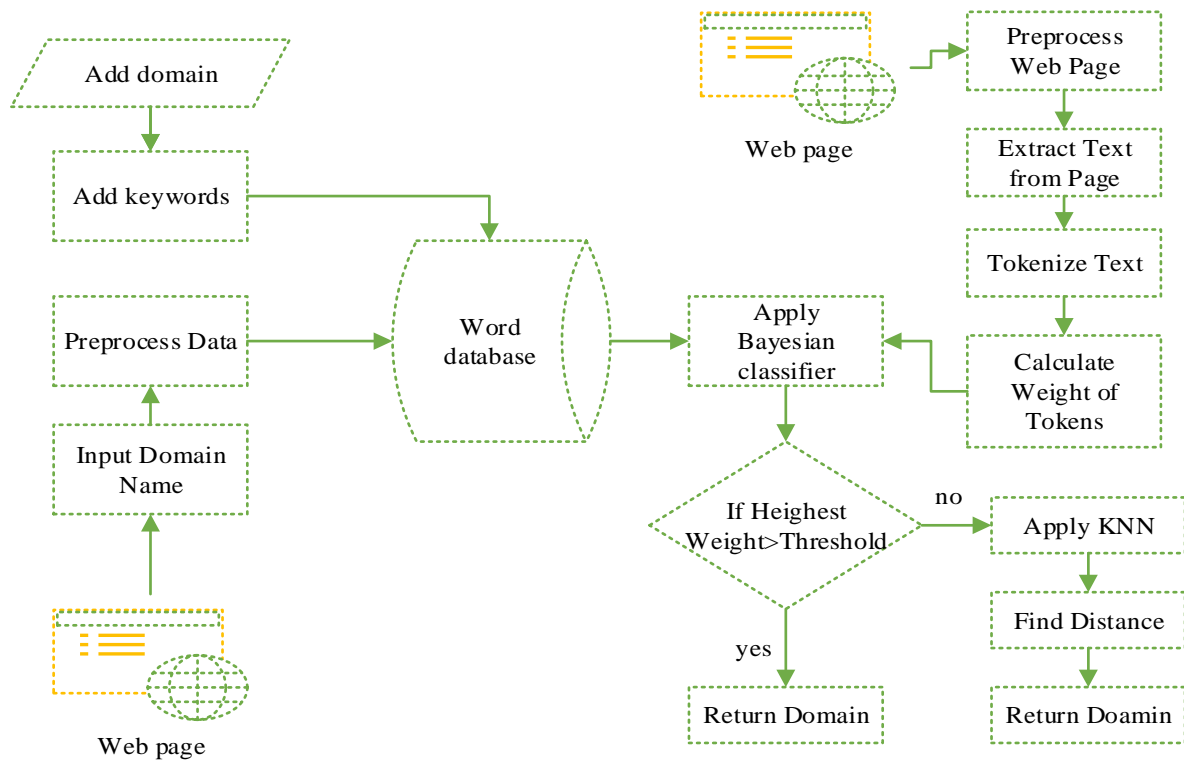 Add domain
Add keywords
Preprocess Data
Input Domain
Name
Web page
Word
database
Web page
Preprocess
Web Page
Extract Text
from Page
Tokenize Text
Calculate
Weight of
Tokens
Apply
Bayesian
classifier
If Heighest
Weight>Threshold
no
yes
Apply KNN
Find Distance
Return Domain
Return Doamin